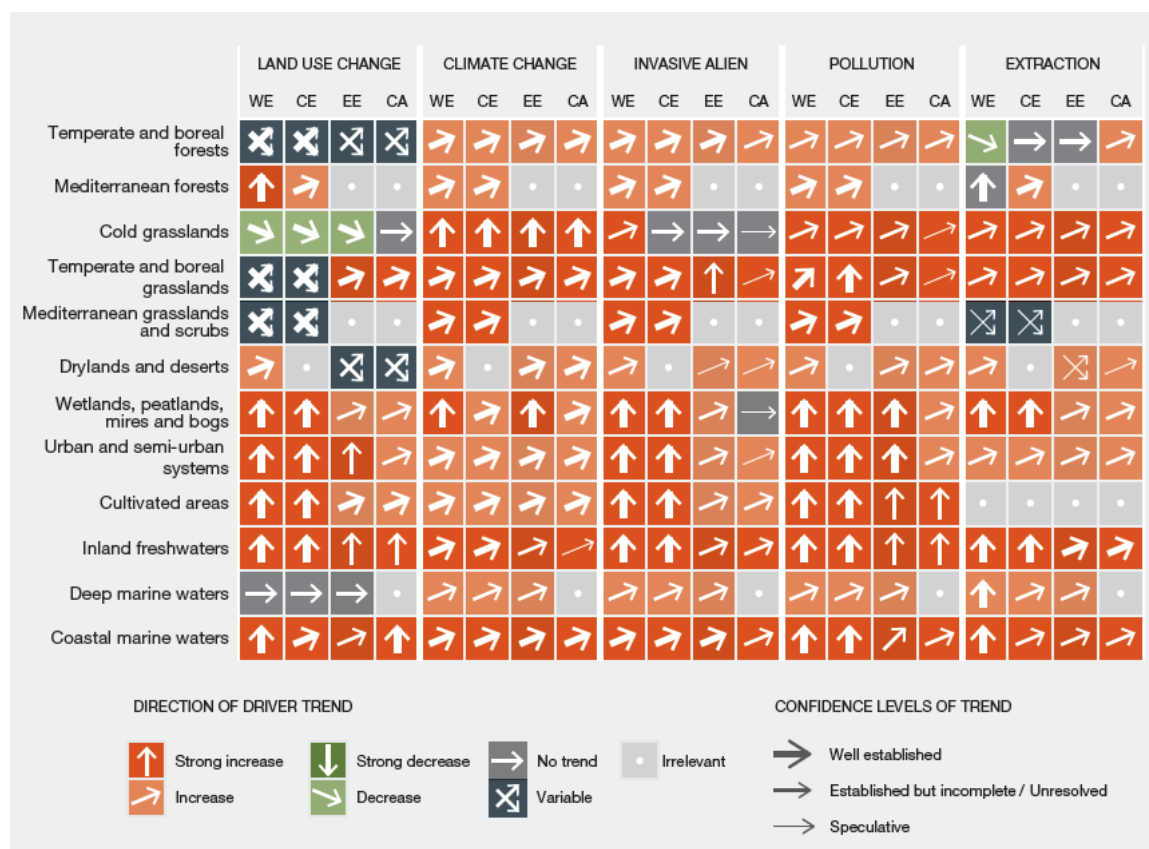 LAND USE CHANGE CLIMATE CHANGE INVASIVE ALIEN POLLUTION EXTRACTION
WE CE EE CA WE CE EE CA WE CE EE CA WE CE EE CA WE CE EE CA
Temperate and boreal
forests
Mediterranean forests
Cold grasslands
Temperate and boreal
grasslands
Mediterranean grasslands
and scrubs
Drylands and deserts
Wetlands, peatlands,
mires and bogs
Urban and semi-urban
systems
Cultivated areas
Inland freshwaters
Deep marine waters
Coastal marine waters
DIRECTION OF DRIVER TREND
Strong increase Strong decrease No trend Irrelevant
Increase Decrease Variable
CONFIDENCE LEVELS OF TREND
Well established
Established but incomplete / Unresolved
Speculative